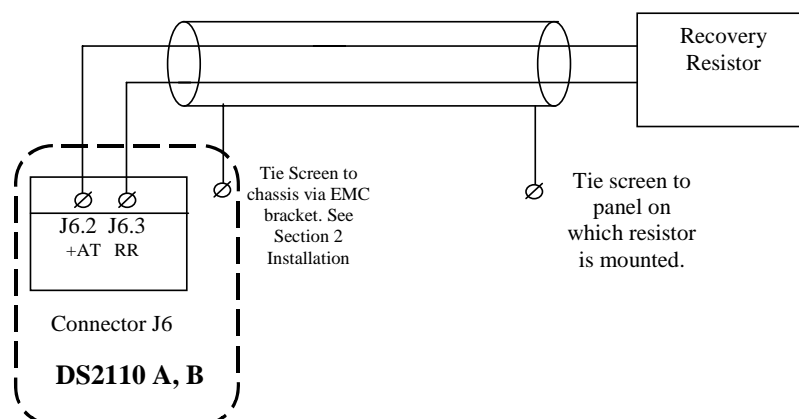 Recovery
Resistor
Tie Screen to
chassis via EMC
bracket. See
Section 2
Installation
Tie screen to
panel on
which resistor
is mounted.
J6.2 J6.3
+AT RR
Connector J6
DS2110 A, B